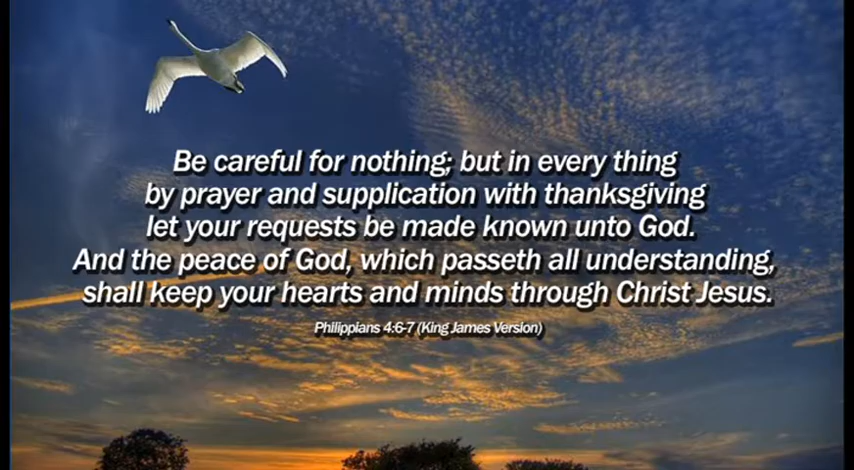 Be careful for nothing; but in every thing
by prayer and supplication with thanksgiving
let your requests be made known unto God.
And the peace of God, which passeth all understanding,
shall keep your hearts and minds through Christ Jesus.
Philippians 4:6-7 (King James Version)